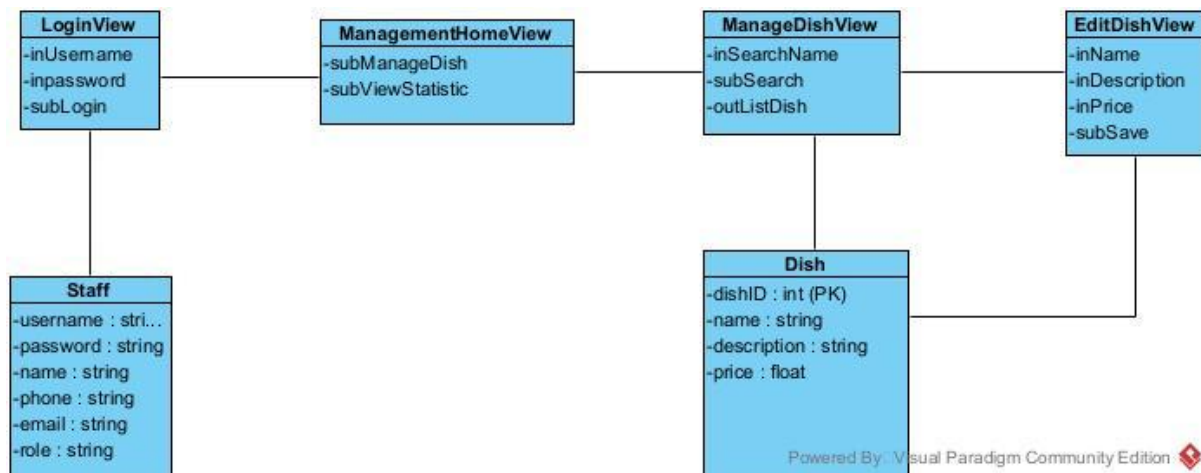 LoginView
-inUsername
-inpassword
-subLogin
ManagementHomeView
-subManageDish
-subViewStatistic
ManageDishView
-inSearchName
-subSearch
-outListDish
EditDishView
-inName
-inDescription
-inPrice
-subSave
Staff
-username : stri...
-password : string
-name : string
-phone : string
-email : string
-role : string
Dish
-dishID : int (PK)
-name : string
-description : string
-price : float
Powered By: Visual Paradigm Community Edition